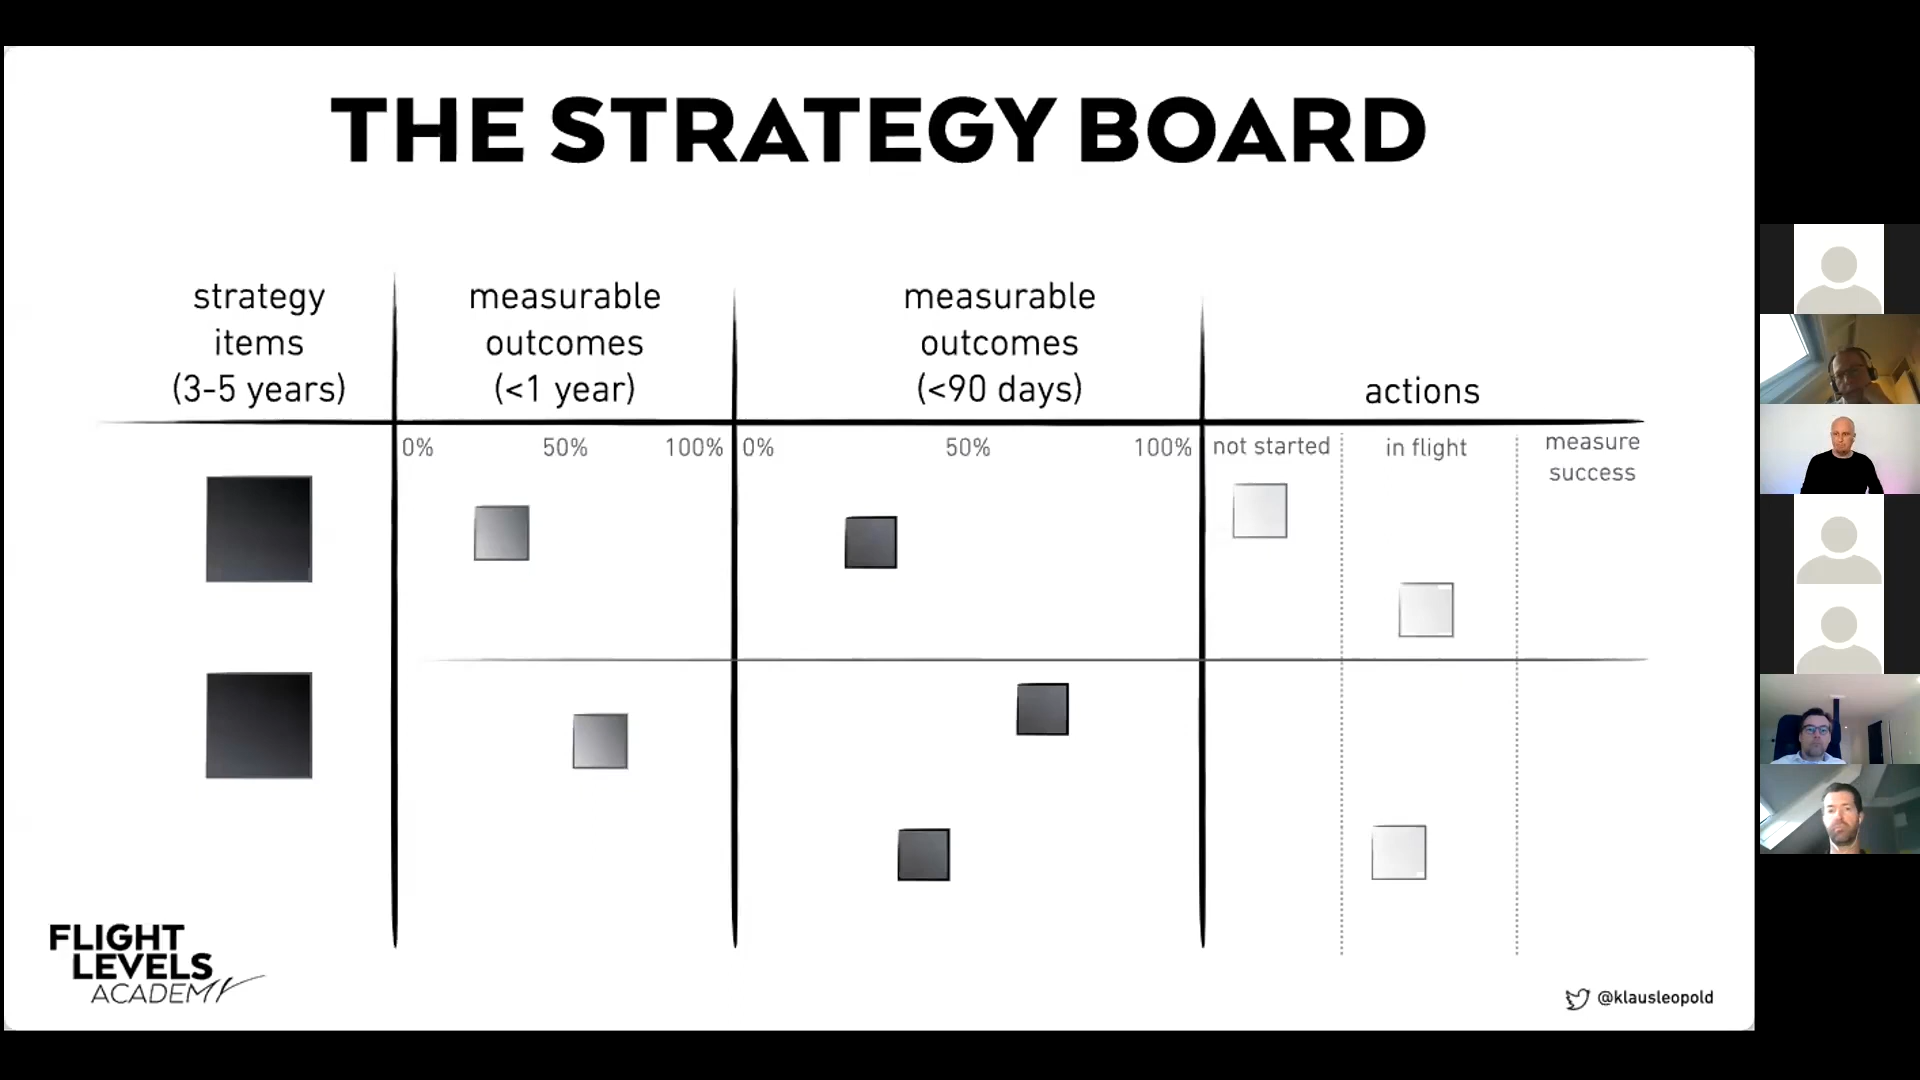 THE STRATEGY BOARD
strategy
items
(3-5 years)
measurable
outcomes
(<1 year)
measurable
outcomes
(<90 days)
actions
0% 50% 100%
0% 50% 100%
not started
in flight
measure
success
FLIGHT
LEVELS
ACADEMY
@klausleopold